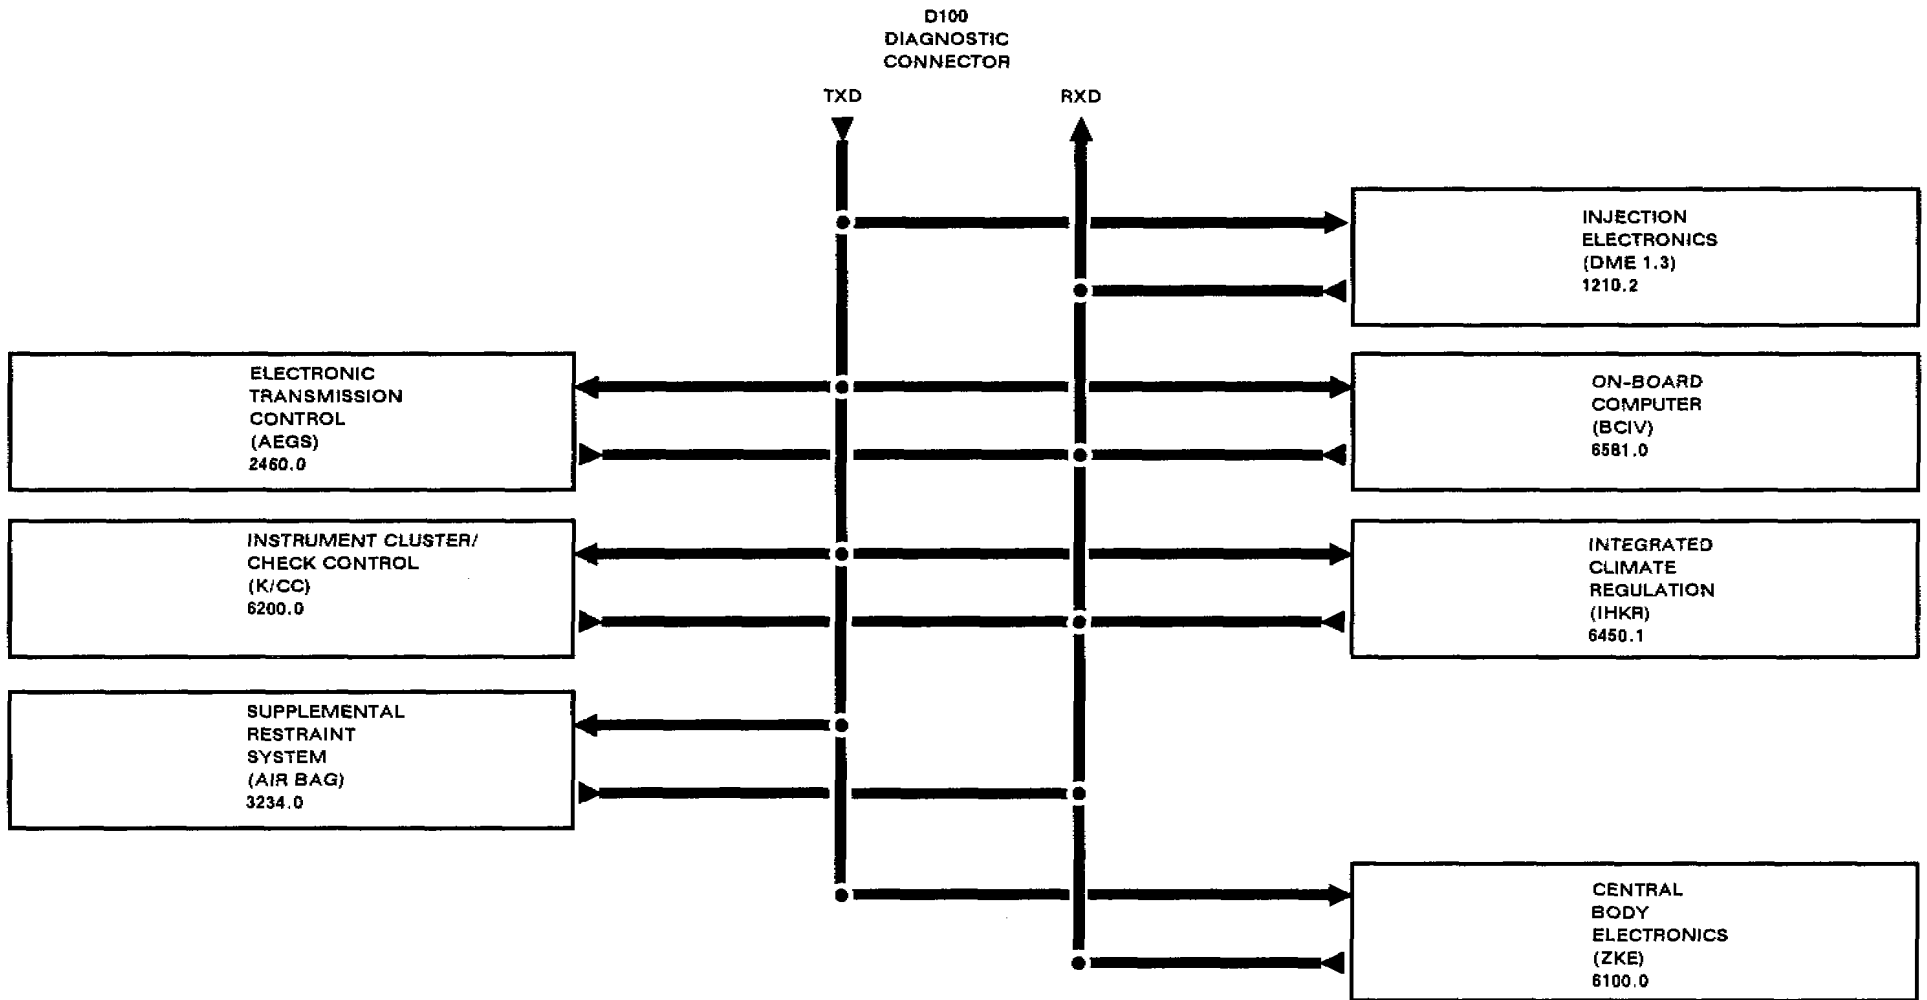 D100
DIAGNOSTIC
CONNECTOR
TXD
RXD
INJECTION
ELECTRONICS
(DME 1.3)
1210.2
ELECTRONIC
TRANSMISSION
CONTROL
(AEGS)
2460.0
ON-BOARD
COMPUTER
(BCIV)
6581.0
INSTRUMENT CLUSTER/
CHECK CONTROL
(K/CC)
6200.0
INTEGRATED
CLIMATE
REGULATION
(IHKR)
6450.1
SUPPLEMENTAL
RESTRAINT
SYSTEM
(AIR BAG)
3234.0
CENTRAL
BODY
ELECTRONICS
(ZKE)
6100.0